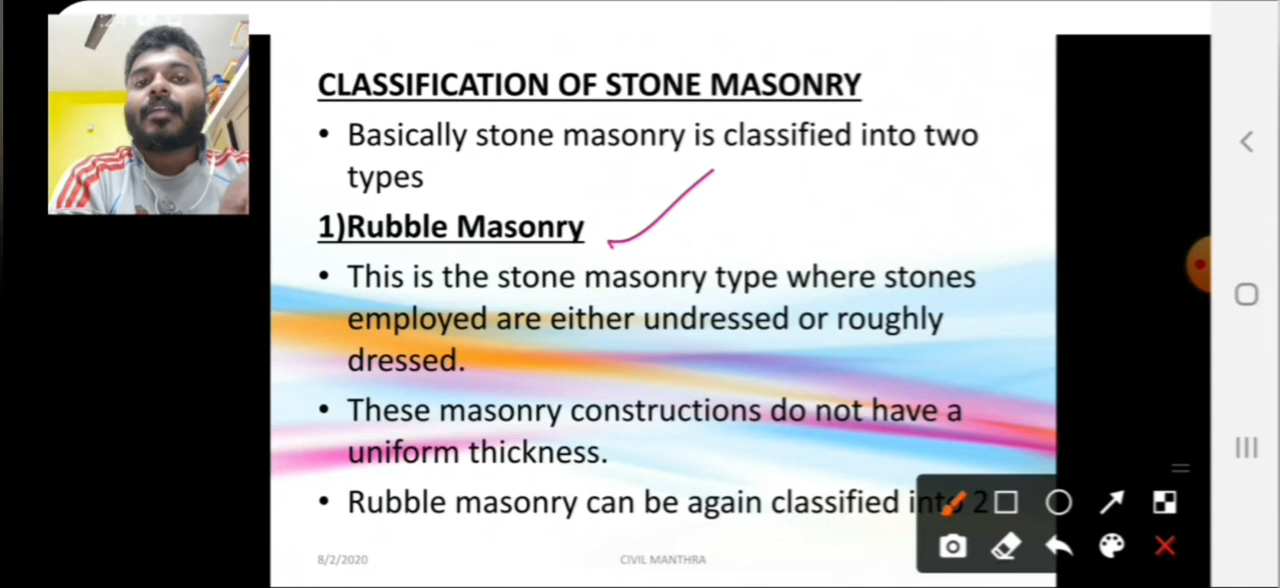 CLASSIFICATION OF STONE MASONRY
• Basically stone masonry is classified into two
types
1)Rubble Masonry
• This is the stone masonry type where stones
employed are either undressed or roughly
dressed.
• These masonry constructions do not have a
uniform thickness.
• Rubble masonry can be again classified into 2
8/2/2020
CIVIL MANTHRA